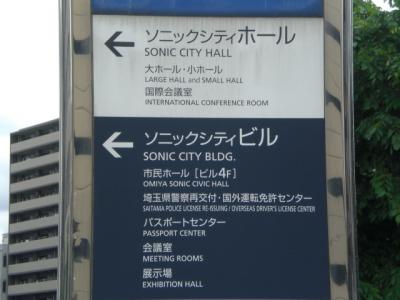 ソニックシティホール
SONIC CITY HALL
大ホール・小ホール
LARGE HALL and SMALL HALL
国際会議室
INTERNATIONAL CONFERENCE ROOM
ソニックシティビル
SONIC CITY BLDG.
市民ホール [ビル4F]
OMIYA SONIC CIVIC HALL
埼玉県警察再交付・国外運転免許センター
SAITAMA POLICE LICENSE RE-ISSUING / OVERSEAS DRIVER'S LICENSE CENTER
パスポートセンター
PASSPORT CENTER
会議室
MEETING ROOMS
展示場
EXHIBITION HALL